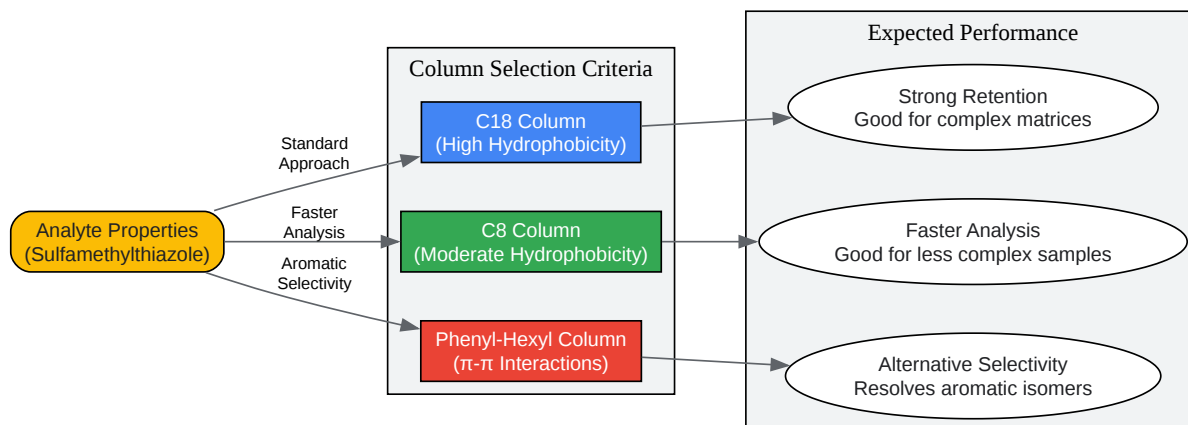 Expected Performance
Column Selection Criteria
Strong Retention
Good for complex matrices
C18 Column
(High Hydrophobicity)
Standard
Approach
Analyte Properties
(Sulfamethylthiazole)
Faster
Analysis
C8 Column
(Moderate Hydrophobicity)
Faster Analysis
Good for less complex samples
Aromatic
Selectivity
Phenyl-Hexyl Column
(π-π Interactions)
Alternative Selectivity
Resolves aromatic isomers